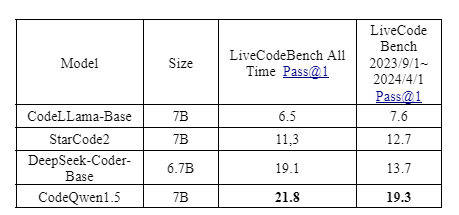 Model
Size
LiveCodeBench All
Time Pass@1
LiveCode
Bench
2023/9/1~
2024/4/1
Pass@1
CodeLLama-Base 7B 6.5 7.6
StarCode2 7B 11,3 12.7
DeepSeek-Coder-
Base 6.7B 19.1 13.7
CodeQwen1.5 7B 21.8 19.3